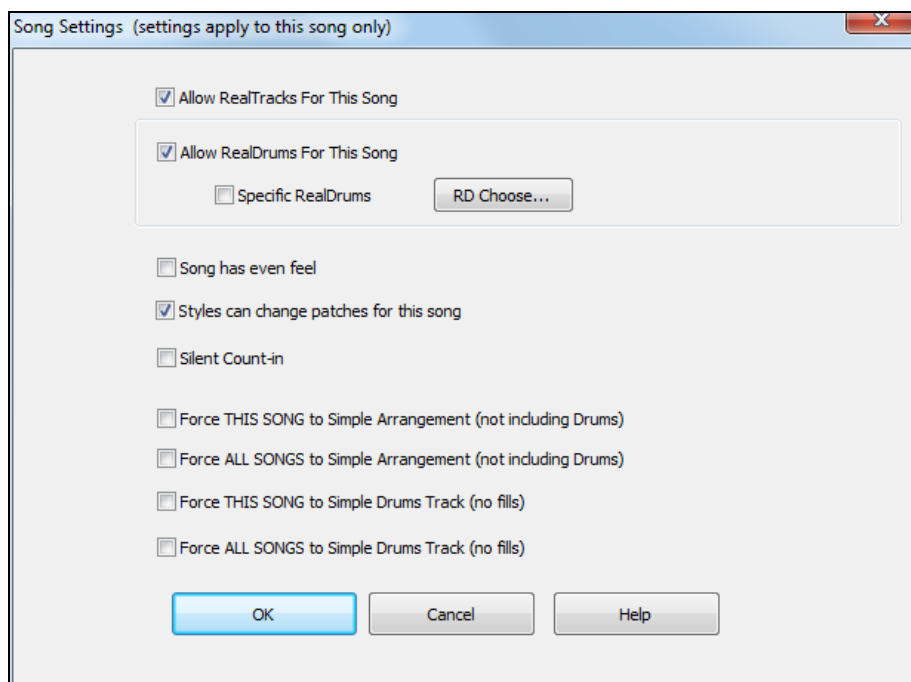 Song Settings (settings apply to this song only)
Allow RealTracks For This Song
Allow RealDrums For This Song
Specific RealDrums
RD Choose...
Song has even feel
Styles can change patches for this song
Silent Count-in
Force THIS SONG to Simple Arrangement (not including Drums)
Force ALL SONGS to Simple Arrangement (not including Drums)
Force THIS SONG to Simple Drums Track (no fills)
Force ALL SONGS to Simple Drums Track (no fills)
OK
Cancel
Help